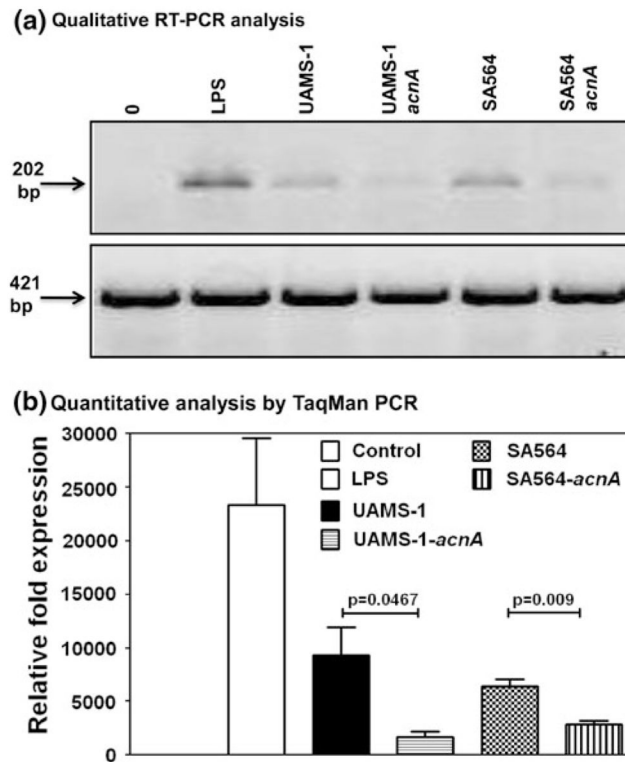 (a) Qualitative RT-PCR analysis
0
LPS
UAMS-1
UAMS-1
acnA
SA564
SA564
acnA
202
bp
421
bp
(b) Quantitative analysis by TaqMan PCR
Relative fold expression
30000
25000
20000
15000
10000
5000
0
Control
LPS
UAMS-1
UAMS-1-acnA
SA564
SA564-acnA
p=0.0467
p=0.009